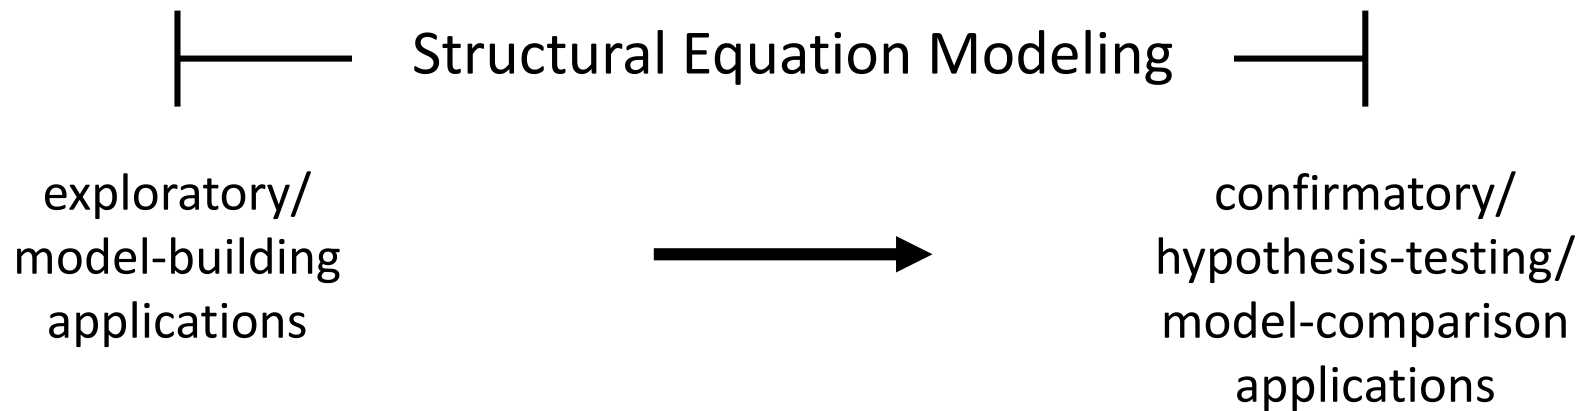 Structural Equation Modeling
exploratory/
model-building
applications
confirmatory/
hypothesis-testing/
model-comparison
applications